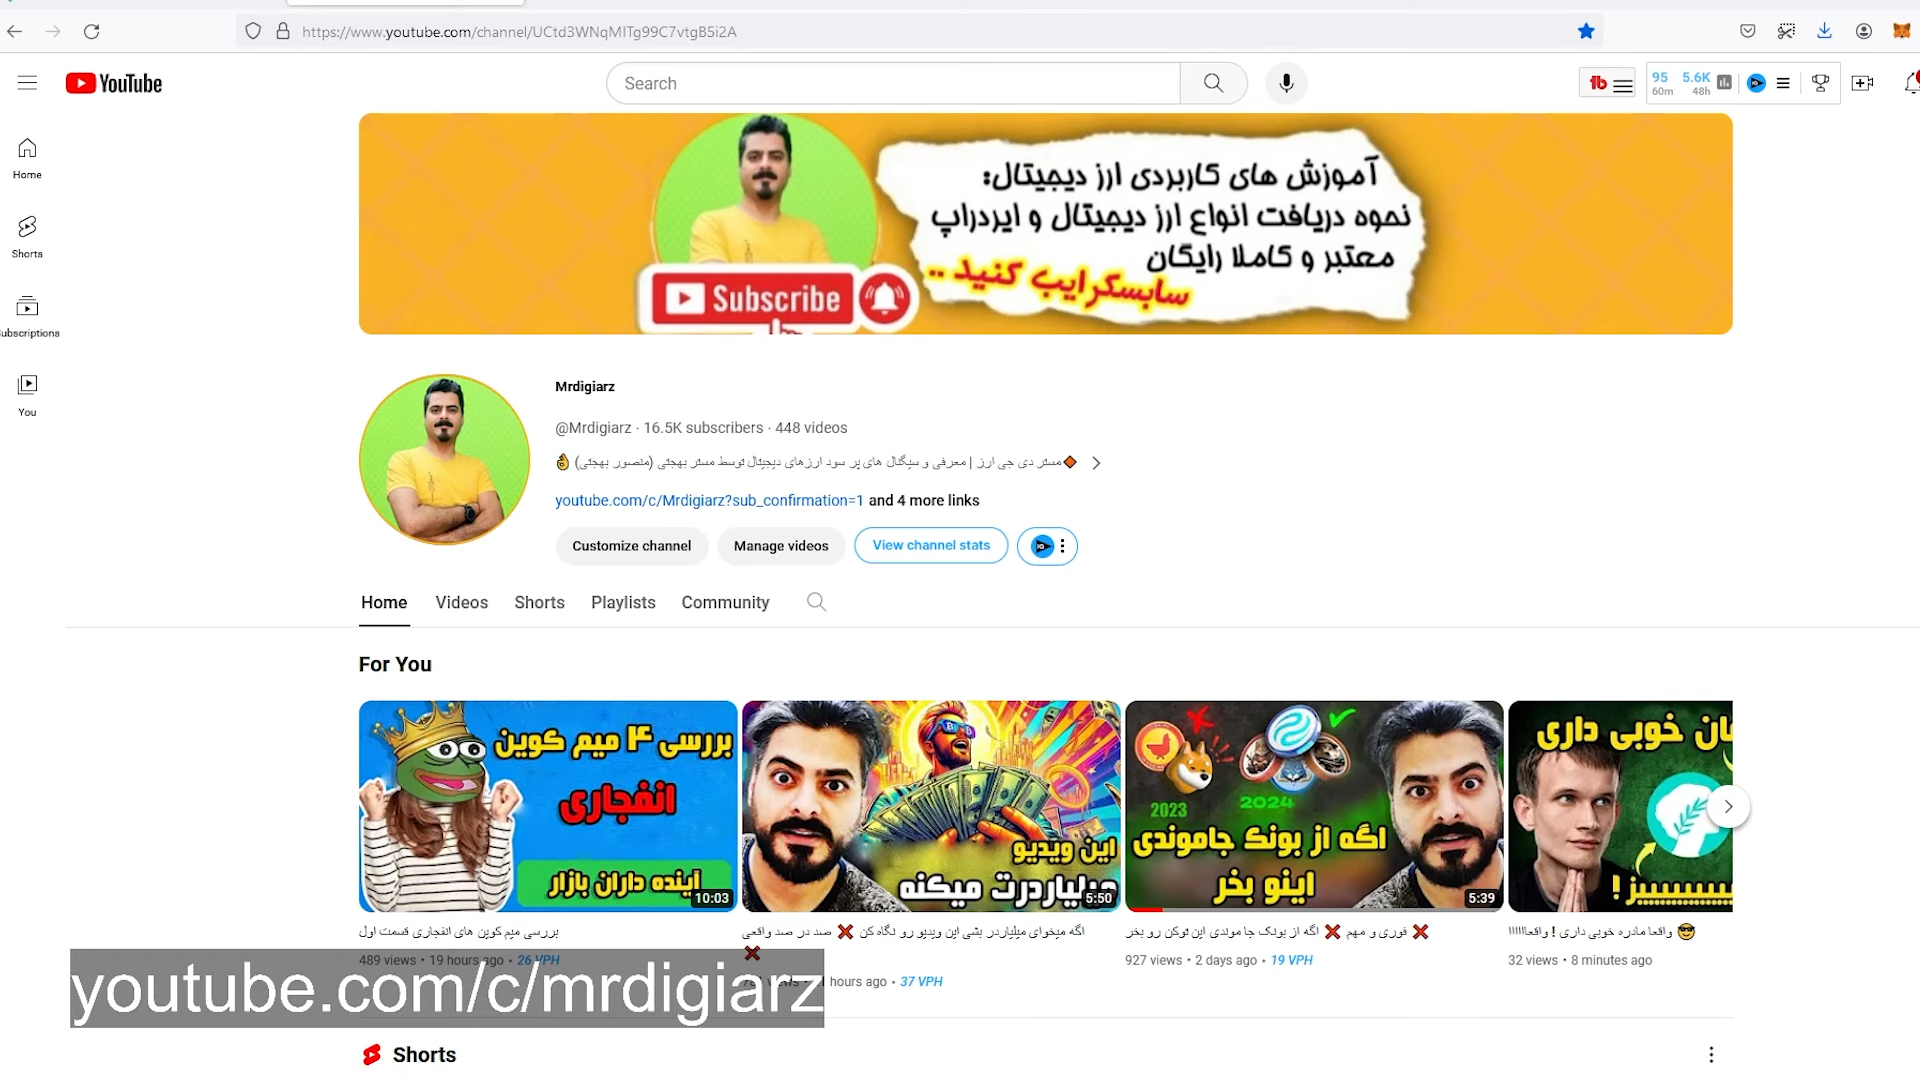 https://www.youtube.com/channel/UCtd3WNqMITg99C7vtgB5i2A
YouTube
Search
95
60m
5.6K
48h
Home
Shorts
Subscriptions
You
آموزش های کاربردی ارز دیجیتال:
نحوه دریافت انواع ارز دیجیتال و ایردراپ
معتبر و کاملا رایگان
سابسکرایب کنید ..
Subscribe
Mrdigiarz
@Mrdigiarz · 16.5K subscribers · 448 videos
مستر دی جی ارز | معرفی و سیگنال های پر سود ارزهای دیجیتال توسط مستر بهجتی (منصور بهجتی)
youtube.com/c/Mrdigiarz?sub_confirmation=1 and 4 more links
Customize channel
Manage videos
View channel stats
Home
Videos
Shorts
Playlists
Community
For You
بررسی ۴ میم کوین
انفجاری
آینده داران بازار
10:03
این ویدیو
میلیاردرت میکنه
5:50
2023
2024
اگه از بونک جاموندی
اینو بخر
5:39
خوبی داری
بررسی میم کوین های انفجاری قسمت اول
489 views • 19 hours ago • 26 VPH
اگه میخوای میلیاردر بشی این ویدیو رو نگاه کن ❌ صد در صد واقعی ❌
hours ago • 37 VPH
❌ فوری و مهم ❌ اگه از بونک جا موندی این توکن رو بخر
927 views • 2 days ago • 19 VPH
واقعا مادره خوبی داری ! واقعاااااا
32 views • 8 minutes ago
youtube.com/c/mrdigiarz
Shorts